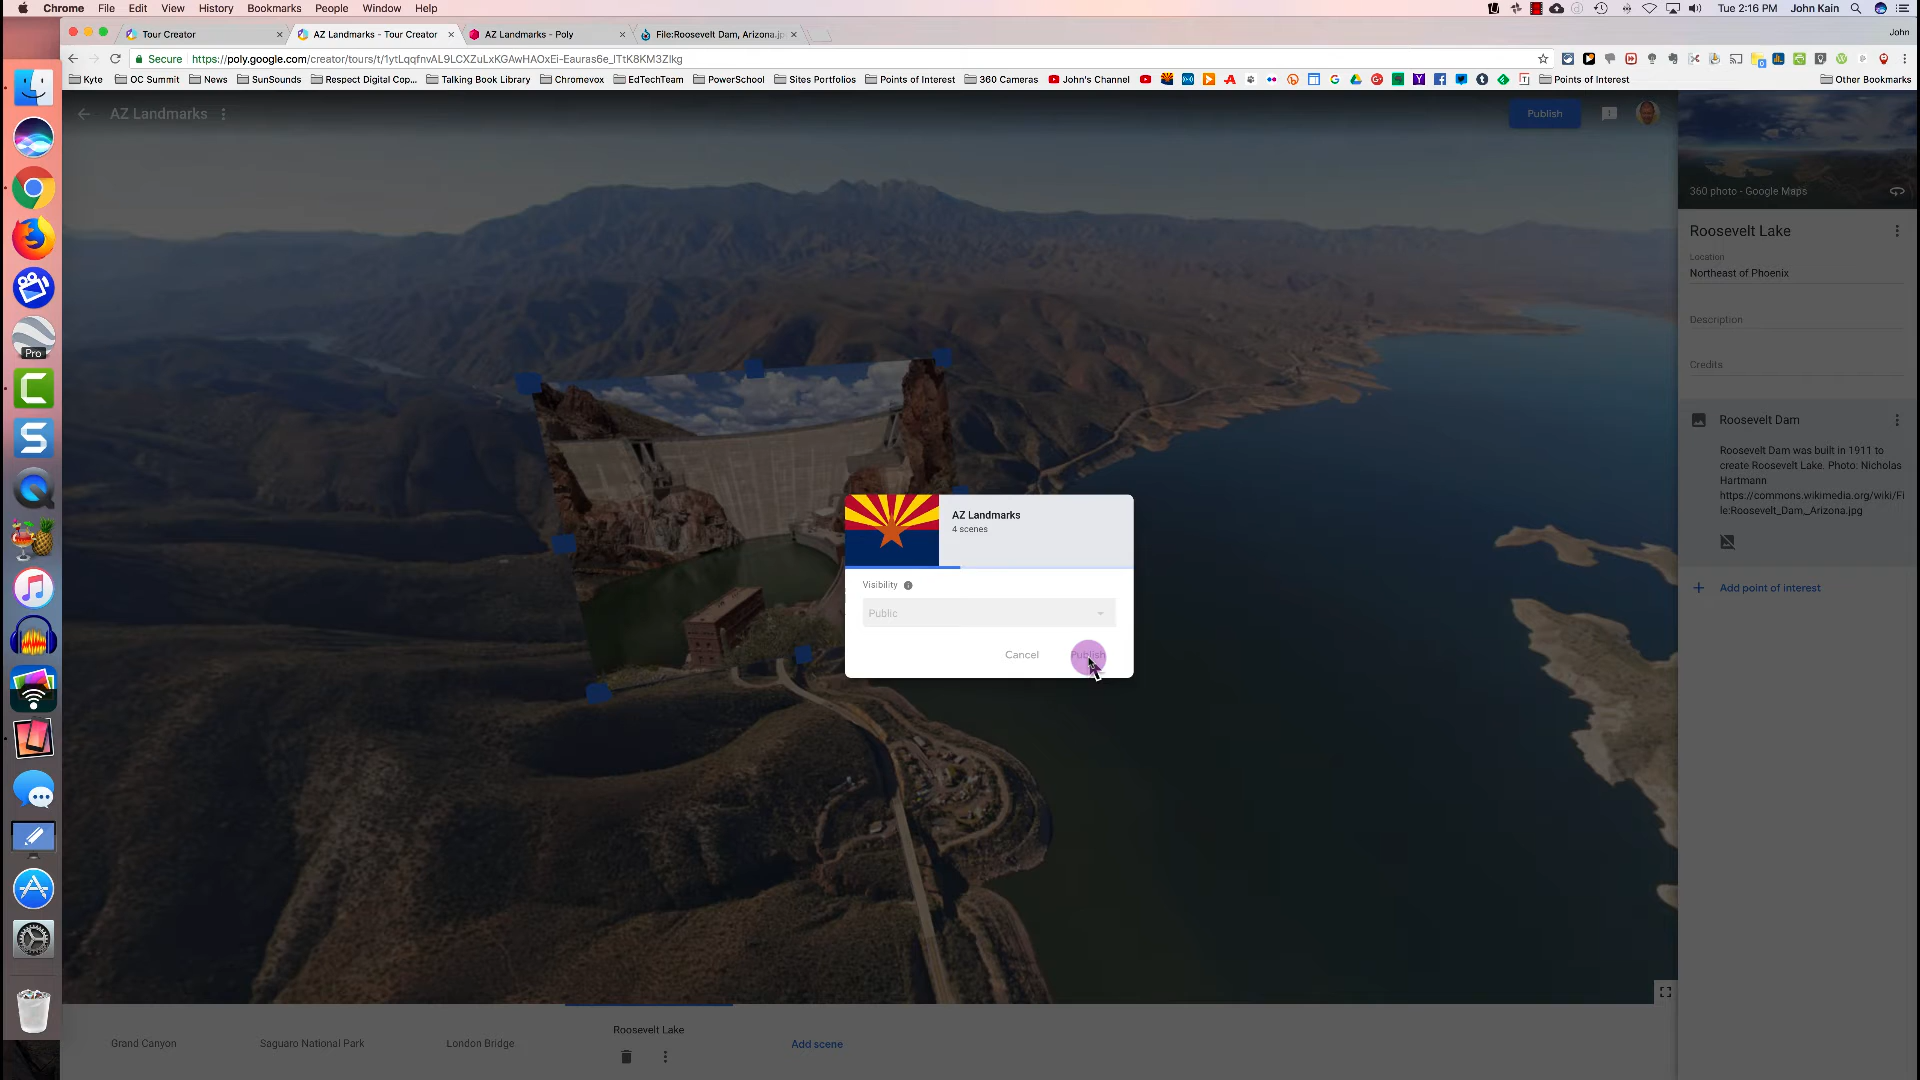 Chrome File Edit View History Bookmarks People Window Help
Tue 2:16 PM John Kain
Tour Creator
AZ Landmarks - Tour Creator
AZ Landmarks - Poly
File:Roosevelt Dam, Arizona.jp
John
Secure
https://poly.google.com/creator/tours/t/1ytLqqfnvAL9LCXZuLxKGAwHAOxEi-Eauras6e_lTtK8KM3ZIkg
Kyte OC Summit News SunSounds Respect Digital Cop... Talking Book Library Chromevox EdTechTeam PowerSchool Sites Portfolios Points of Interest 360 Cameras John's Channel Points of Interest Other Bookmarks
AZ Landmarks
Publish
360 photo - Google Maps
Roosevelt Lake
Location
Northeast of Phoenix
Description
Credits
Roosevelt Dam
Roosevelt Dam was built in 1911 to
create Roosevelt Lake. Photo: Nicholas
Hartmann
https://commons.wikimedia.org/wiki/Fi
le:Roosevelt_Dam,_Arizona.jpg
Add point of interest
AZ Landmarks
4 scenes
Visibility
Public
Cancel
Publish
Pro
Grand Canyon
Saguaro National Park
London Bridge
Roosevelt Lake
Add scene